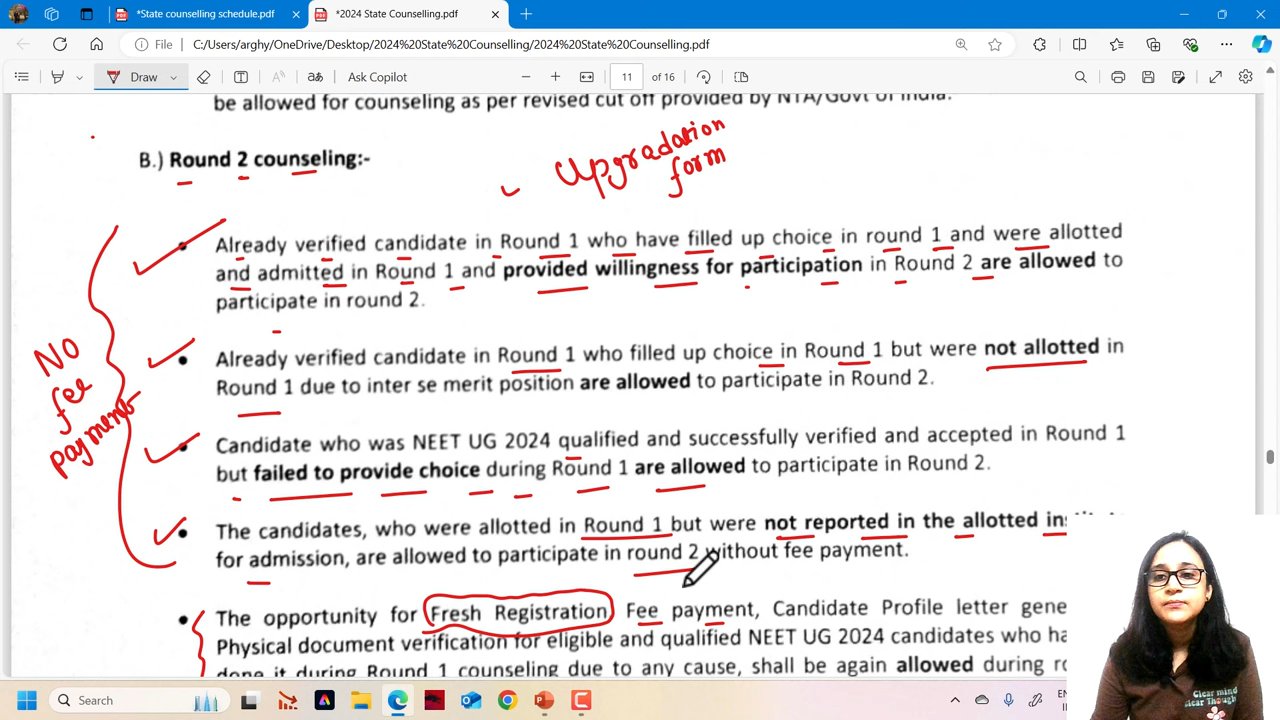 *State counselling schedule.pdf
*2024 State Counselling.pdf
File
C:/Users/arghy/OneDrive/Desktop/2024%20State%20Counselling/2024%20State%20Counselling.pdf
Draw
Ask Copilot
11 of 16
be allowed for counseling as per revised cut off provided by NTA/Govt of India.
B.) Round 2 counseling:-
Upgradation
form
Already verified candidate in Round 1 who have filled up choice in round 1 and were allotted
and admitted in Round 1 and provided willingness for participation in Round 2 are allowed to
participate in round 2.
No
fee
payment
Already verified candidate in Round 1 who filled up choice in Round 1 but were not allotted in
Round 1 due to inter se merit position are allowed to participate in Round 2.
Candidate who was NEET UG 2024 qualified and successfully verified and accepted in Round 1
but failed to provide choice during Round 1 are allowed to participate in Round 2.
The candidates, who were allotted in Round 1 but were not reported in the allotted
for admission, are allowed to participate in round 2 without fee payment.
The opportunity for Fresh Registration Fee payment, Candidate Profile letter gene
Physical document verification for eligible and qualified NEET UG 2024 candidates who ha
done it during Round 1 counseling due to any cause, shall be again allowed during ro
Clear mind
Search